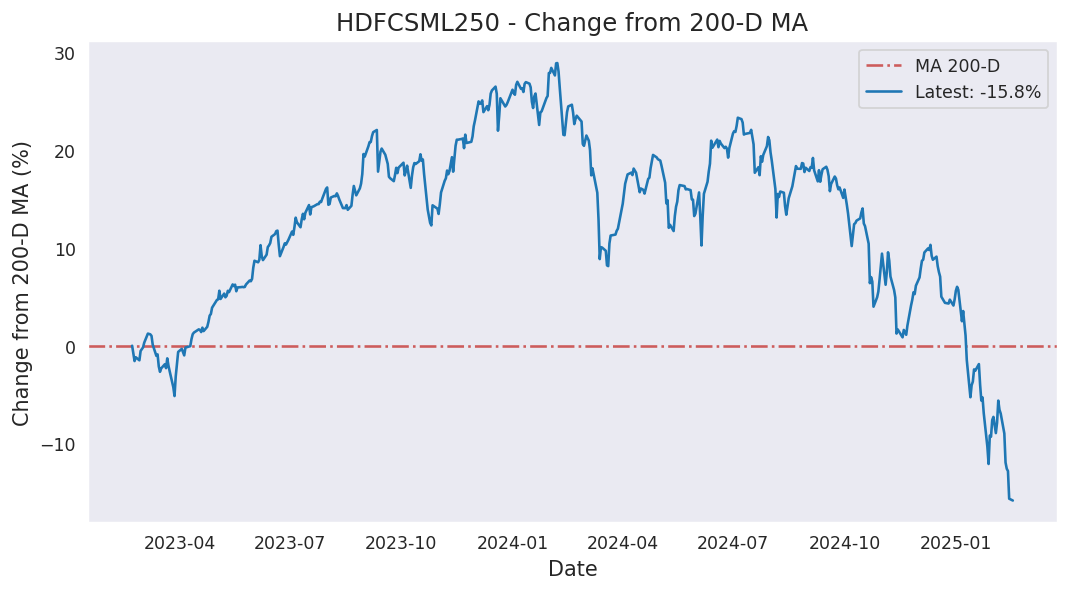 HDFCSML250 - Change from 200-D MA
Change from 200-D MA (%)
30
20
10
0
−10
MA 200-D
Latest: -15.8%
2023-04
2023-07
2023-10
2024-01
2024-04
2024-07
2024-10
2025-01
Date